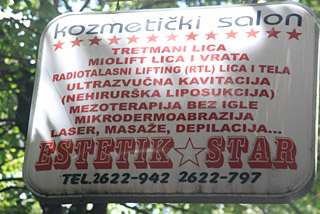 kozmetički salon
TRETMANI LICA
MIOLIFT LICA I VRATA
RADIOTALASNI LIFTING (RTL) LICA I TELA
ULTRAZVUČNA KAVITACIJA
(NEHIRURŠKA LIPOSUKCIJA)
MEZOTERAPIJA BEZ IGLE
MIKRODERMOABRAZIJA
LASER, MASAŽE, DEPILACIJA...
ESTETIK STAR
TEL.2622-942 2622-797